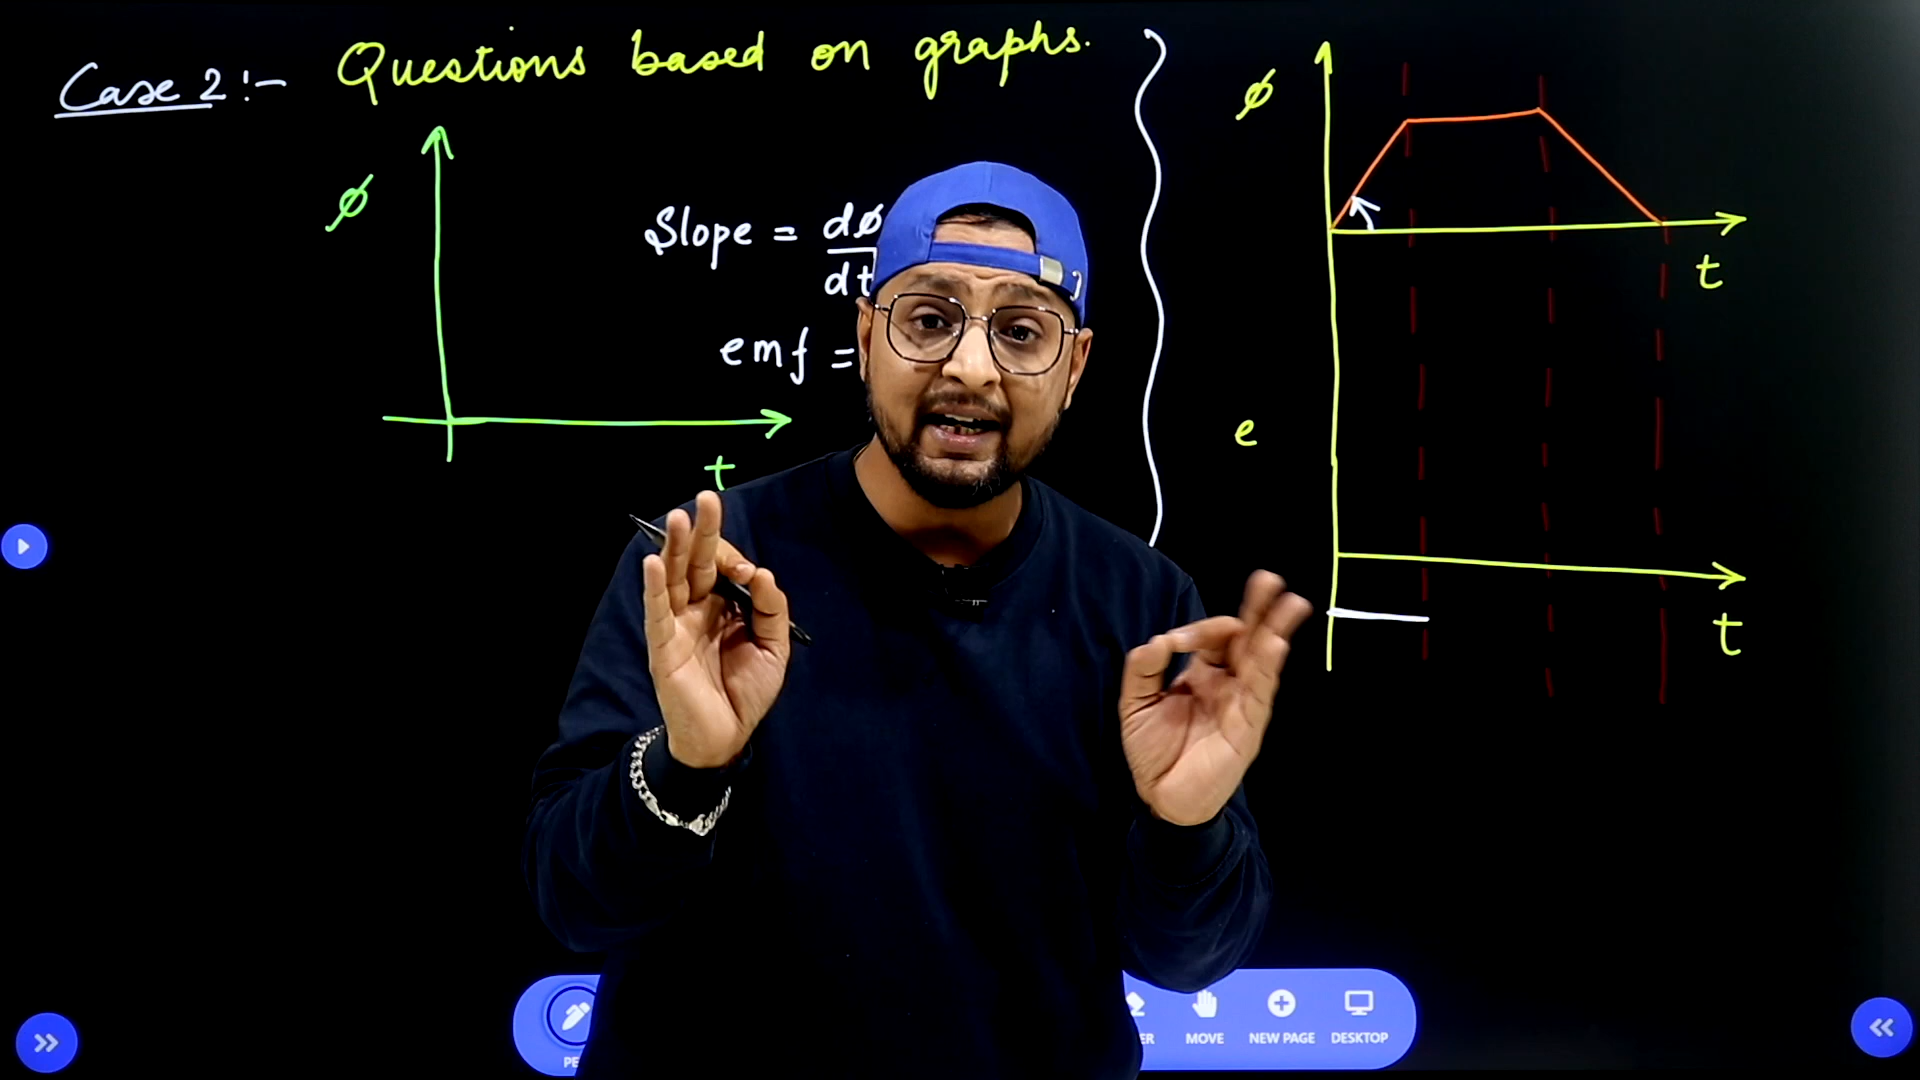 Case 2:- Questions based on graphs.
ϕ
Slope = dϕ
dt
emf =
t
ϕ
t
e
t
MOVE
NEW PAGE
DESKTOP